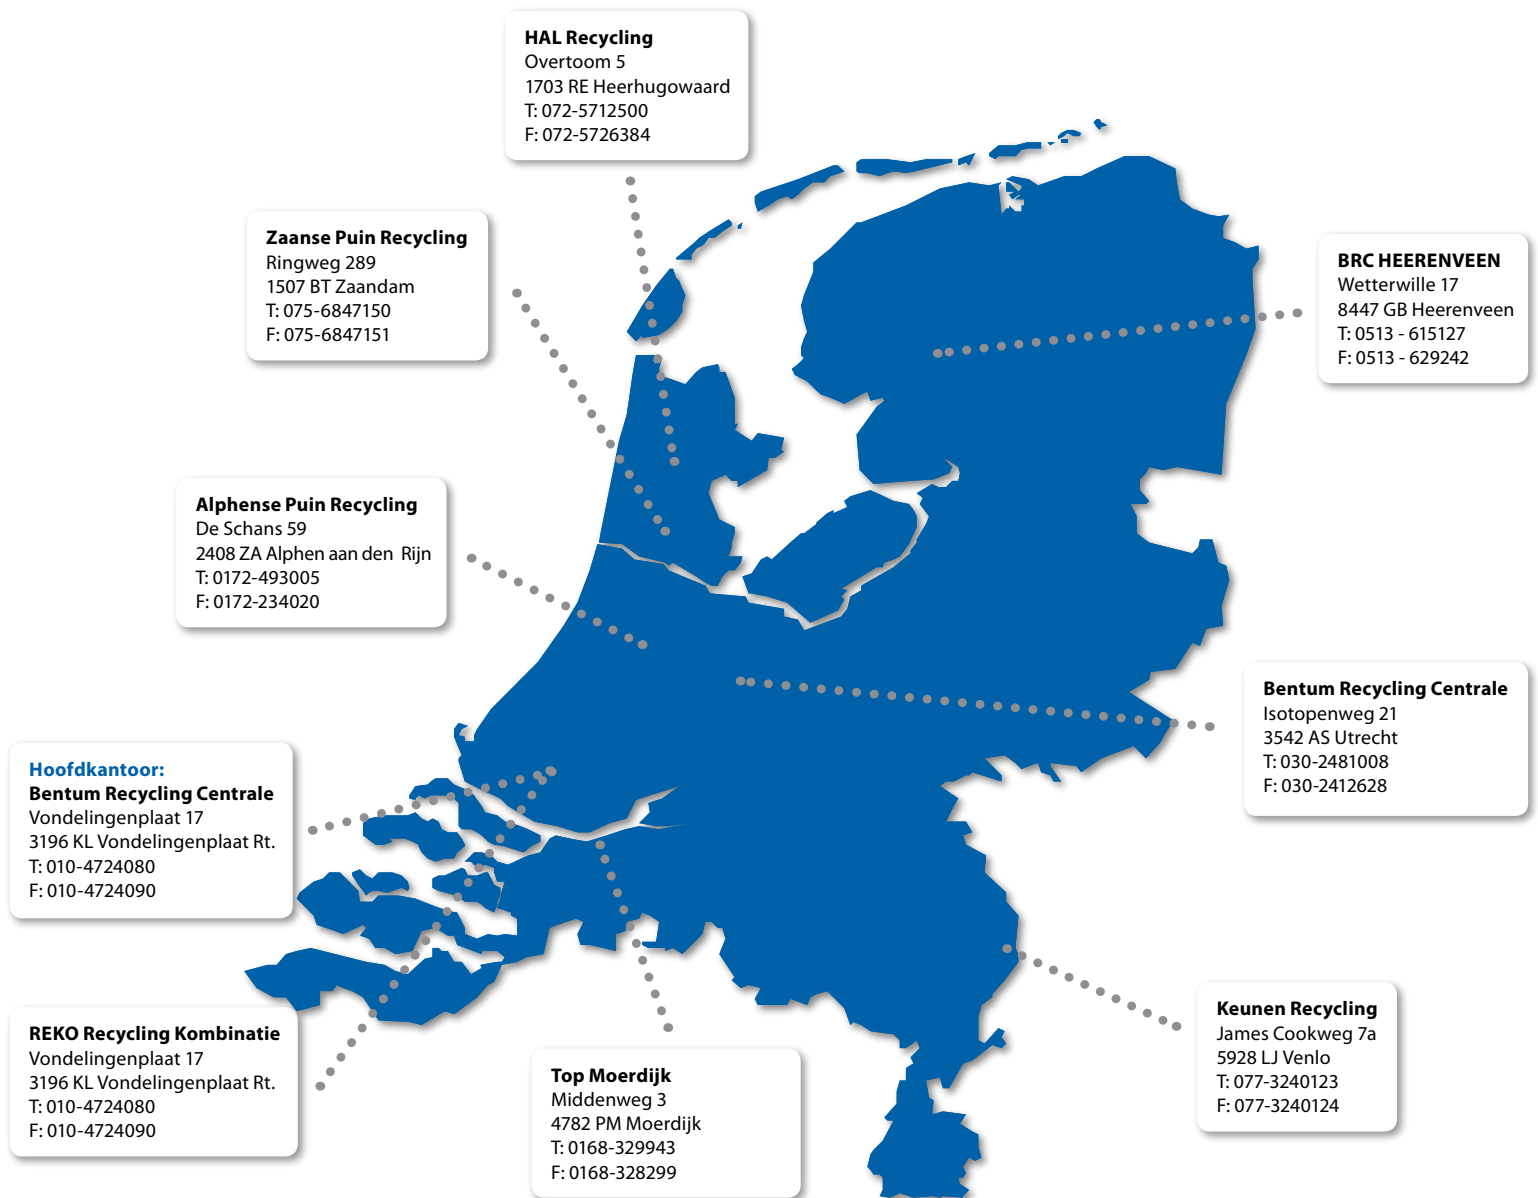 HAL Recycling
Overtoom 5
1703 RE Heerhugowaard
T: 072-5712500
F: 072-5726384
Zaanse Puin Recycling
Ringweg 289
1507 BT Zaandam
T: 075-6847150
F: 075-6847151
BRC HEERENVEEN
Wetterwille 17
8447 GB Heerenveen
T: 0513 - 615127
F: 0513 - 629242
Alphense Puin Recycling
De Schans 59
2408 ZA Alphen aan den Rijn
T: 0172-493005
F: 0172-234020
Bentum Recycling Centrale
Isotopenweg 21
3542 AS Utrecht
T: 030-2481008
F: 030-2412628
Hoofdkantoor:
Bentum Recycling Centrale
Vondelingenplaat 17
3196 KL Vondelingenplaat Rt.
T: 010-4724080
F: 010-4724090
REKO Recycling Kombinatie
Vondelingenplaat 17
3196 KL Vondelingenplaat Rt.
T: 010-4724080
F: 010-4724090
Top Moerdijk
Middenweg 3
4782 PM Moerdijk
T: 0168-329943
F: 0168-328299
Keunen Recycling
James Cookweg 7a
5928 LJ Venlo
T: 077-3240123
F: 077-3240124